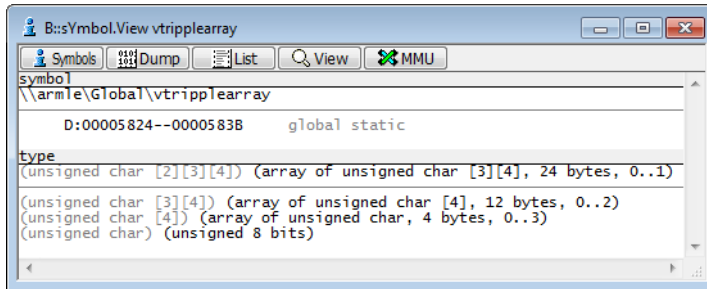 B::sYmbol.View vtripplearray
Symbols Dump List View MMU
symbol
\\armle\Global\vtripplearray
D:00005824--0000583B global static
type
(unsigned char [2][3][4]) (array of unsigned char [3][4], 24 bytes, 0..1)
(unsigned char [3][4]) (array of unsigned char [4], 12 bytes, 0..2)
(unsigned char [4]) (array of unsigned char, 4 bytes, 0..3)
(unsigned char) (unsigned 8 bits)